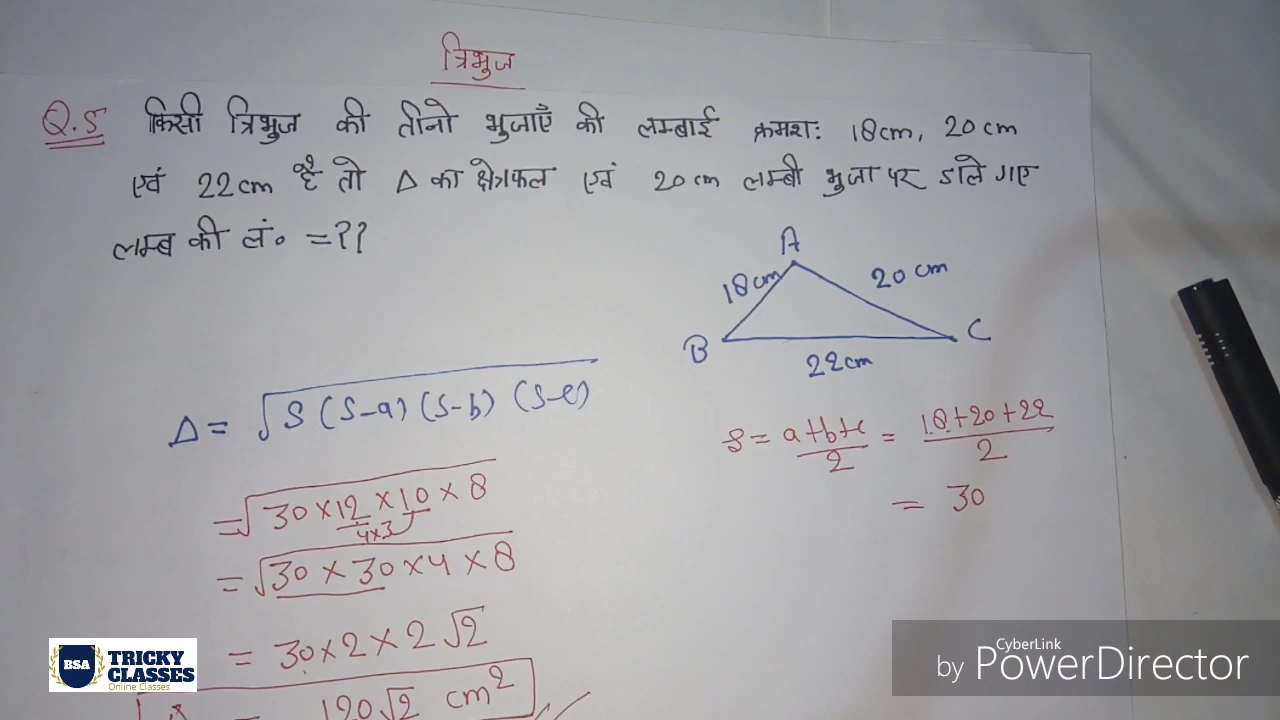 त्रिभुज
Q.5 किसी त्रिभुज की तीनो भुजाएँ की लम्बाई क्रमशः 18cm, 20cm
एवं 22cm है तो Δ का क्षेत्रफल एवं 20cm लम्बी भुजा पर डाले गए
लम्ब की लं० =??
A
18cm
20cm
B
C
22cm
Δ = √S(S-a)(S-b)(S-c)
S = a+b+c/2 = 18+20+22/2
= 30
= √30×12×10×8
4×3
= √30×30×4×8
= 30×2×2√2
= 120√2 cm²
BSA TRICKY CLASSES
Online Classes
CyberLink
by PowerDirector